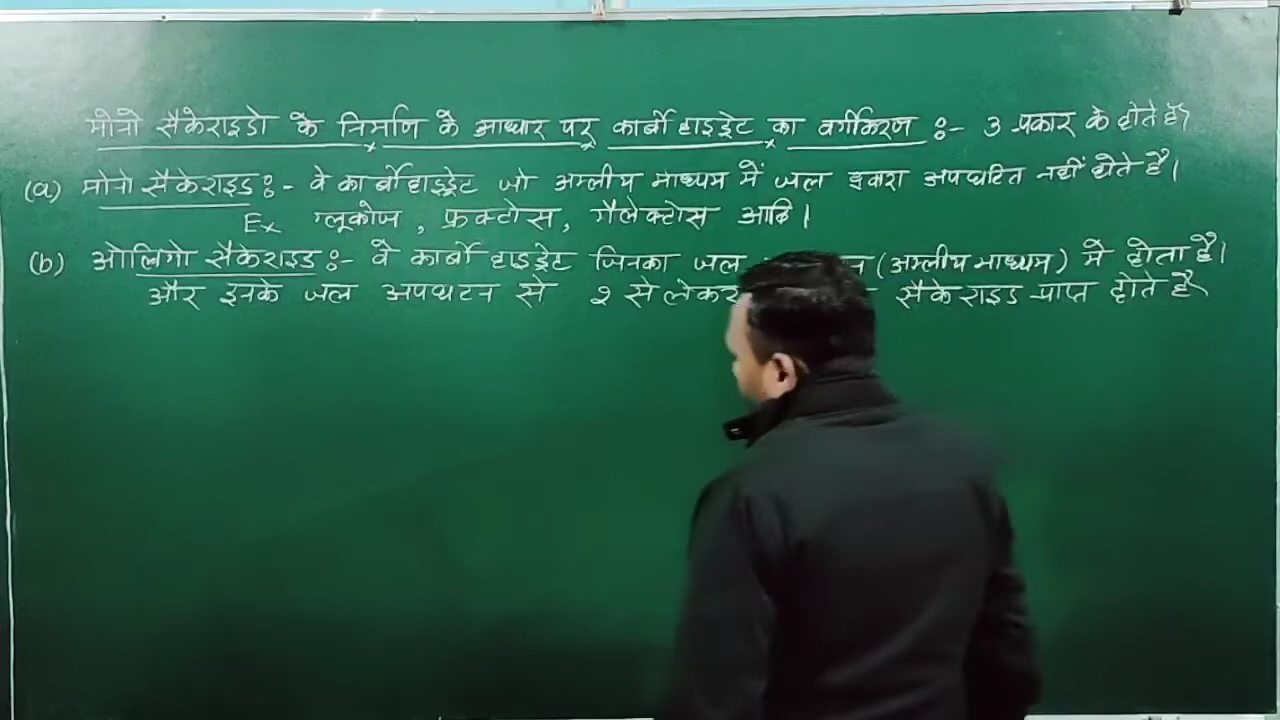 मोनो सैकेराइडो के निर्माण के आधार पर कार्बोहाइड्रेट का वर्गीकरण :- 3 प्रकार के होते हैं
(a) मोनो सैकेराइड :- वे कार्बोहाइड्रेट जो अम्लीय माध्यम में जल द्वारा अपघटित नहीं होते है।
Ex ग्लूकोज, फ्रक्टोस, गैलेक्टोस आदि।
(b) ओलिगो सैकेराइड :- वे कार्बोहाइड्रेट जिनका जल (अम्लीय माध्यम) मे होता है।
और इनके जल अपघटन से २ से लेकर सैकेराइड प्राप्त होते है